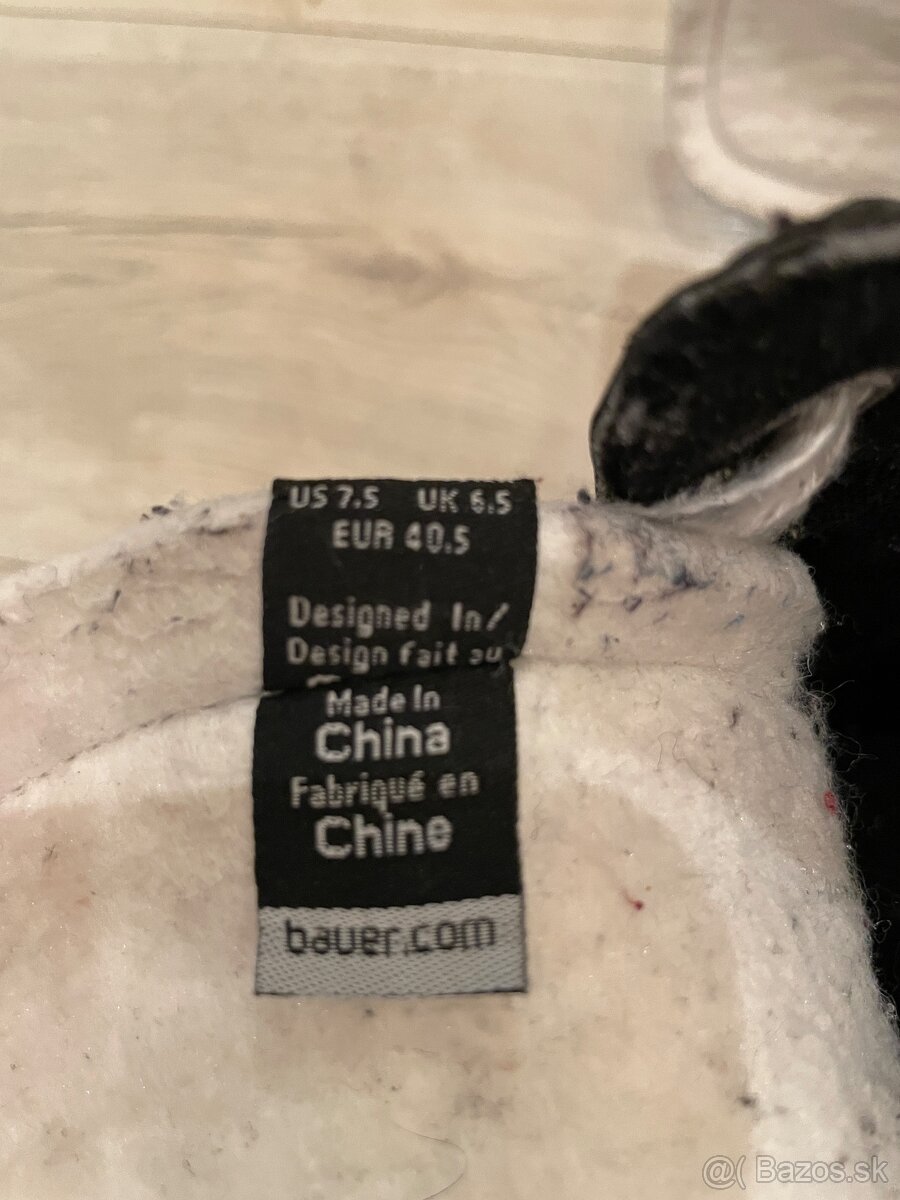 US 7.5 UK 6.5
EUR 40.5
Designed In/
Design fait au
Made In
China
Fabriqué en
Chine
bauer.com
@( Bazos.sk